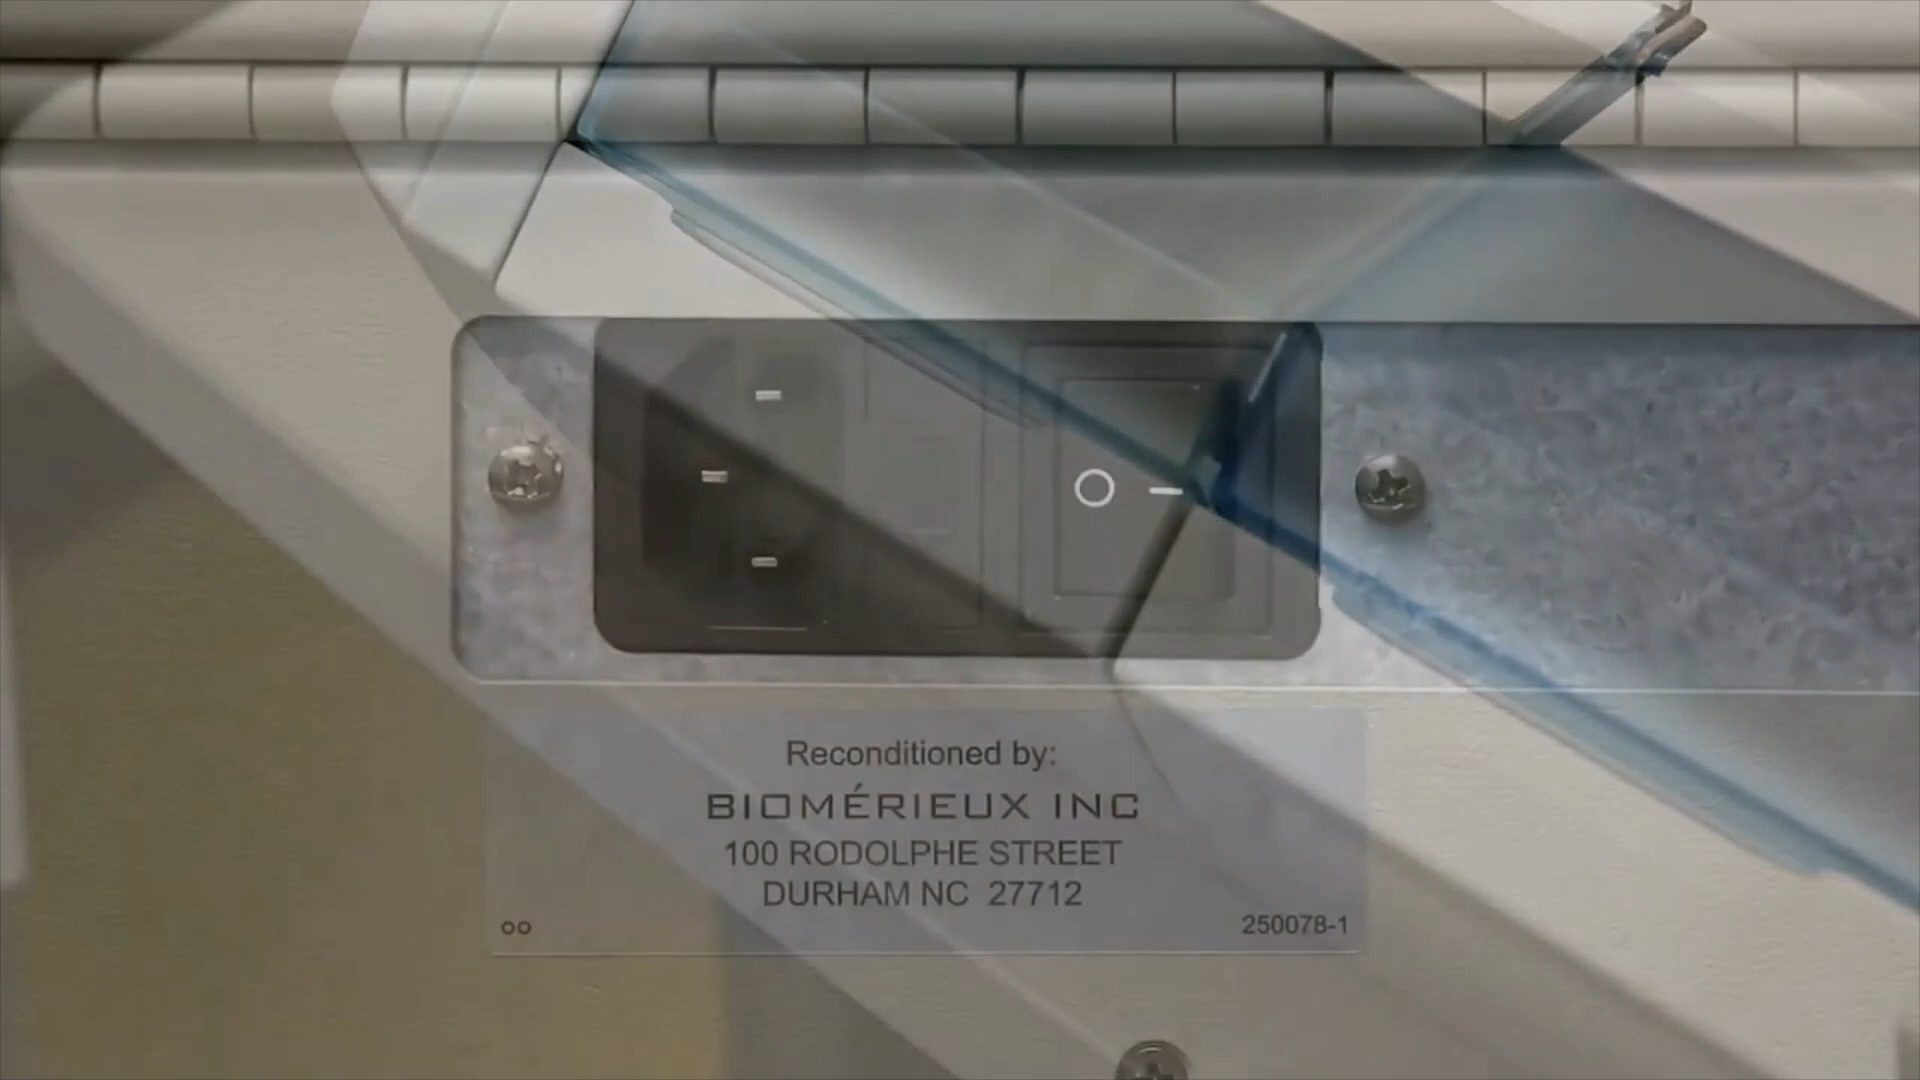 Reconditioned by:
BIOMÉRIEUX INC
100 RODOLPHE STREET
DURHAM NC 27712
oo
250078-1